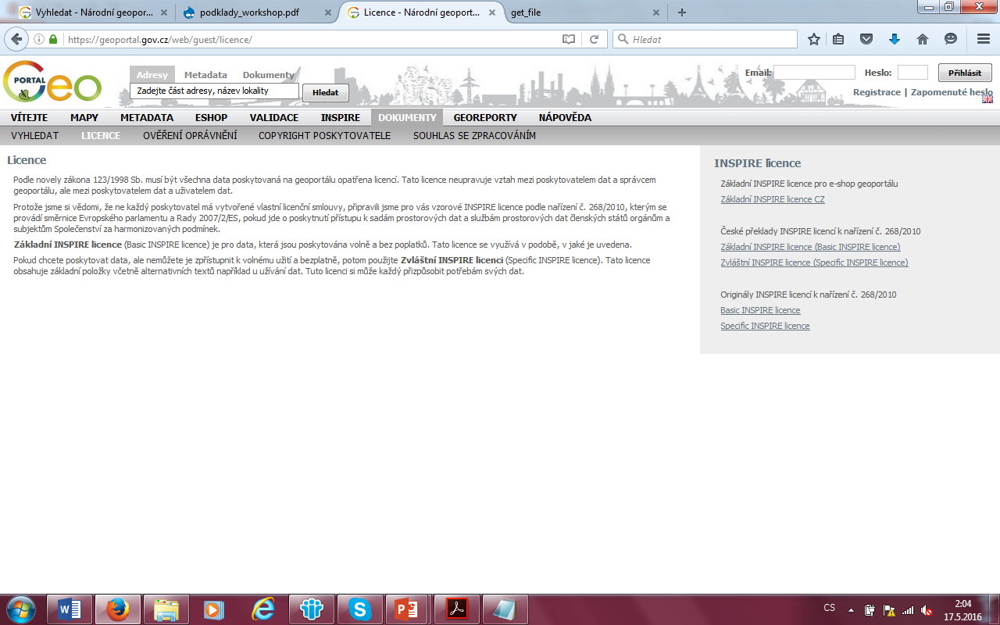 Vyhledat - Národní geopor...
podklady_workshop.pdf
Licence - Národní geoport...
get_file
https://geoportal.gov.cz/web/guest/licence/
Hledat
PORTAL
Geo
Adresy Metadata Dokumenty
Zadejte část adresy, název lokality
Hledat
Email: Heslo: Přihlásit
Registrace | Zapomenuté heslo
VÍTEJTE MAPY METADATA ESHOP VALIDACE INSPIRE DOKUMENTY GEOREPORTY NÁPOVĚDA
VYHLEDAT LICENCE OVĚŘENÍ OPRÁVNĚNÍ COPYRIGHT POSKYTOVATELE SOUHLAS SE ZPRACOVÁNÍM
Licence
Podle novely zákona 123/1998 Sb. musí být všechna data poskytovaná na geoportálu opatřena licencí. Tato licence neupravuje vztah mezi poskytovatelem dat a správcem
geoportálu, ale mezi poskytovatelem dat a uživatelem dat.
Protože jsme si vědomi, že ne každý poskytovatel má vytvořené vlastní licenční smlouvy, připravili jsme pro vás vzorové INSPIRE licence podle nařízení č. 268/2010, kterým se
provádí směrnice Evropského parlamentu a Rady 2007/2/ES, pokud jde o poskytnutí přístupu k sadám prostorových dat a službám prostorových dat členských států orgánům a
subjektům Společenství za harmonizovaných podmínek.
Základní INSPIRE licence (Basic INSPIRE licence) je pro data, která jsou poskytována volně a bez poplatků. Tato licence se využívá v podobě, v jaké je uvedena.
Pokud chcete poskytovat data, ale nemůžete je zpřístupnit k volnému užití a bezplatně, potom použijte Zvláštní INSPIRE licenci (Specific INSPIRE licence). Tato licence
obsahuje základní položky včetně alternativních textů například u užívání dat. Tuto licenci si může každý přizpůsobit potřebám svých dat.
INSPIRE licence
Základní INSPIRE licence pro e-shop geoportálu
Základní INSPIRE licence CZ
České překlady INSPIRE licencí k nařízení č. 268/2010
Základní INSPIRE licence (Basic INSPIRE licence)
Zvláštní INSPIRE licence (Specific INSPIRE licence)
Originály INSPIRE licencí k nařízení č. 268/2010
Basic INSPIRE licence
Specific INSPIRE licence
CS
2:04
17.5.2016